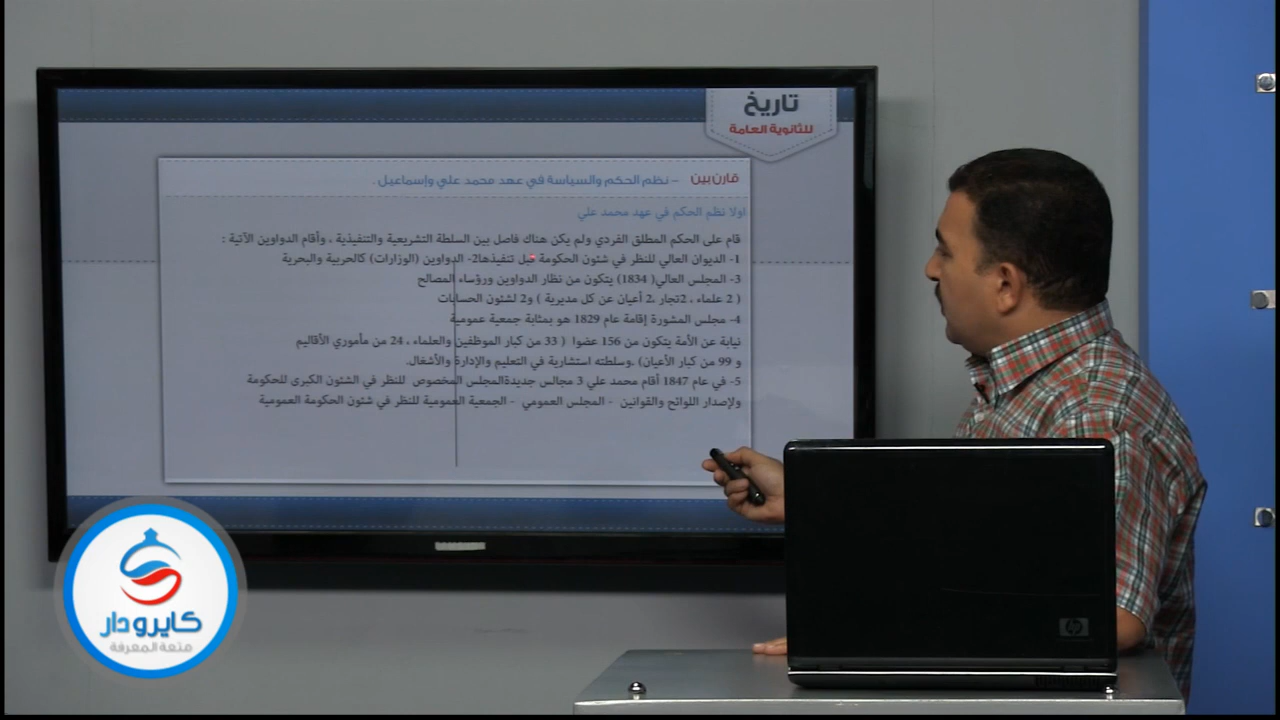 تاريخ
للثانوية العامة
قارن بين - نظم الحكم والسياسة في عهد محمد علي وإسماعيل .
اولا نظم الحكم في عهد محمد علي
قام على الحكم المطلق الفردي ولم يكن هناك فاصل بين السلطة التشريعية والتنفيذية ، وأقام الدواوين الآتية :
1- الديوان العالي للنظر في شئون الحكومة قبل تنفيذها2- الدواوين (الوزارات) كالحربية والبحرية
3- المجلس العالي( 1834) يتكون من نظار الدواوين ورؤساء المصالح
( 2 علماء ، 2تجار ،2 أعيان عن كل مديرية ) و2 لشئون الحسابات
4- مجلس المشورة إقامة عام 1829 هو بمثابة جمعية عمومية
نيابة عن الأمة يتكون من 156 عضوا ( 33 من كبار الموظفين والعلماء ، 24 من مأموري الأقاليم
و 99 من كبار الأعيان) .وسلطته استشارية في التعليم والإدارة والأشغال.
5- في عام 1847 أقام محمد علي 3 مجالس جديدةالمجلس المخصوص للنظر في الشئون الكبرى للحكومة
ولإصدار اللوائح والقوانين - المجلس العمومي - الجمعية العمومية للنظر في شئون الحكومة العمومية
SAMSUNG
كايرودار
متعة المعرفة
hp